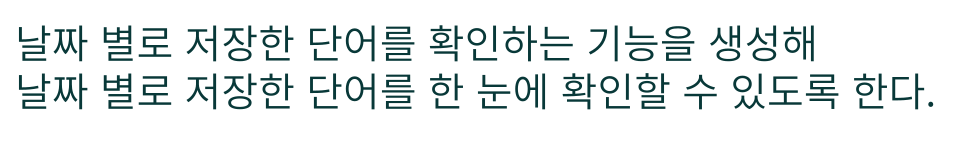 날짜 별로 저장한 단어를 확인하는 기능을 생성해
날짜 별로 저장한 단어를 한 눈에 확인할 수 있도록 한다.